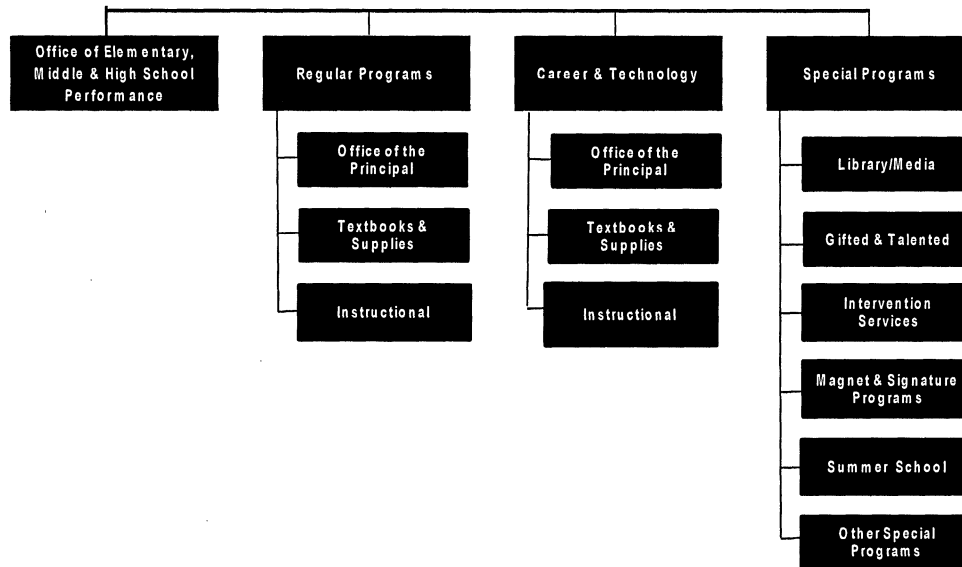 Office of Elementary,
Middle & High School
Performance
Regular Programs
Office of the
Principal
Textbooks &
Supplies
Instructional
Career & Technology
Office of the
Principal
Textbooks &
Supplies
Instructional
Special Programs
Library/Media
Gifted & Talented
Intervention
Services
Magnet & Signature
Programs
Summer School
Other Special
Programs